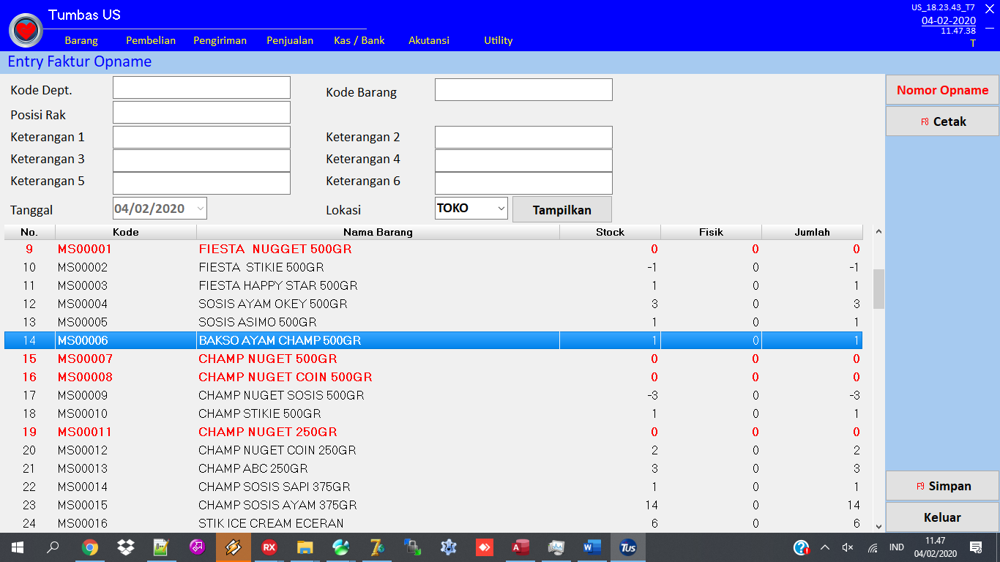 Tumbas US
US_18.23.43_T7
04-02-2020
11.47.38
T
Barang Pembelian Pengiriman Penjualan Kas / Bank Akutansi Utility
Entry Faktur Opname
Kode Dept. Kode Barang
Posisi Rak
Keterangan 1 Keterangan 2
Keterangan 3 Keterangan 4
Keterangan 5 Keterangan 6
Tanggal 04/02/2020 Lokasi TOKO Tampilkan
Nomor Opname
F8 Cetak
No. Kode Nama Barang Stock Fisik Jumlah
9 MS00001 FIESTA  NUGGET 500GR 0 0 0
10 MS00002 FIESTA  STIKIE 500GR -1 0 -1
11 MS00003 FIESTA HAPPY STAR 500GR 1 0 1
12 MS00004 SOSIS AYAM OKEY 500GR 3 0 3
13 MS00005 SOSIS ASIMO 500GR 1 0 1
14 MS00006 BAKSO AYAM CHAMP 500GR 1 0 1
15 MS00007 CHAMP NUGET 500GR 0 0 0
16 MS00008 CHAMP NUGET COIN 500GR 0 0 0
17 MS00009 CHAMP NUGET SOSIS 500GR -3 0 -3
18 MS00010 CHAMP STIKIE 500GR 1 0 1
19 MS00011 CHAMP NUGET 250GR 0 0 0
20 MS00012 CHAMP NUGET COIN 250GR 2 0 2
21 MS00013 CHAMP ABC 250GR 3 0 3
22 MS00014 CHAMP SOSIS SAPI 375GR 1 0 1
23 MS00015 CHAMP SOSIS AYAM 375GR 14 0 14
24 MS00016 STIK ICE CREAM ECERAN 6 0 6
F9 Simpan
Keluar
RX
TUS
IND
11.47
04/02/2020